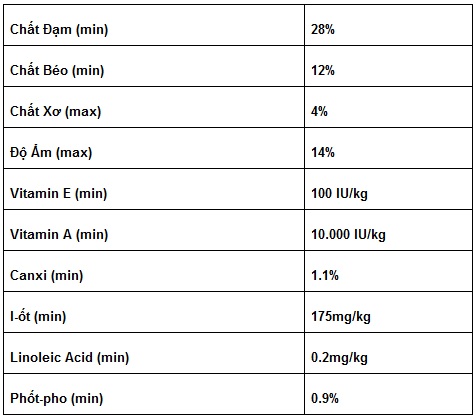 Chất Đạm (min) 28%
Chất Béo (min) 12%
Chất Xơ (max) 4%
Độ Ẩm (max) 14%
Vitamin E (min) 100 IU/kg
Vitamin A (min) 10.000 IU/kg
Canxi (min) 1.1%
I-ốt (min) 175mg/kg
Linoleic Acid (min) 0.2mg/kg
Phốt-pho (min) 0.9%